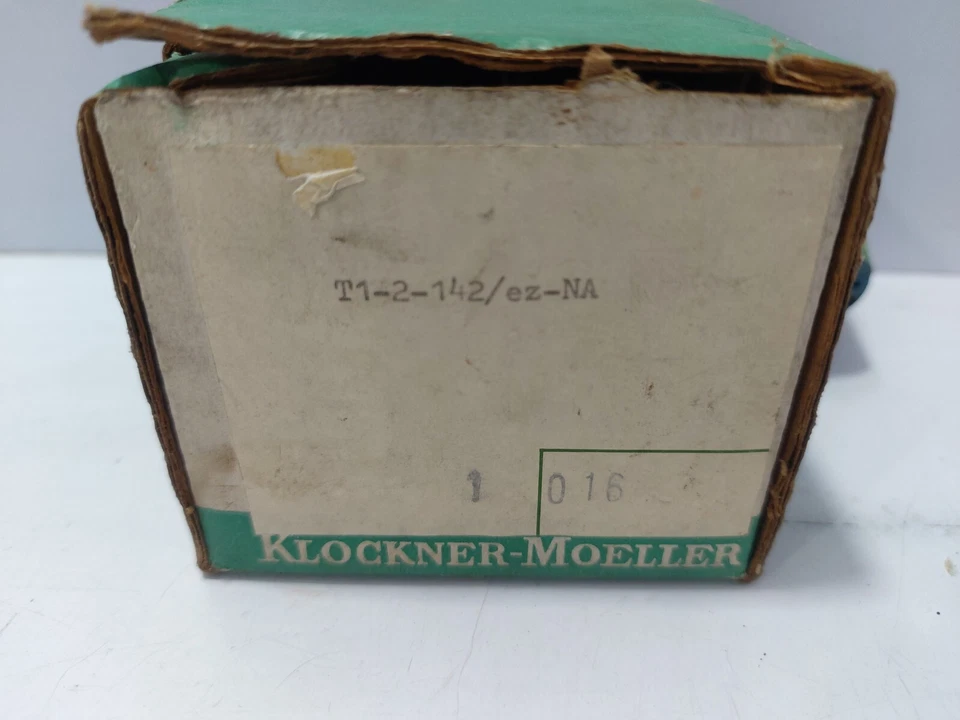 T1-2-142/ez-NA
1 016
KLOCKNER-MOELLER